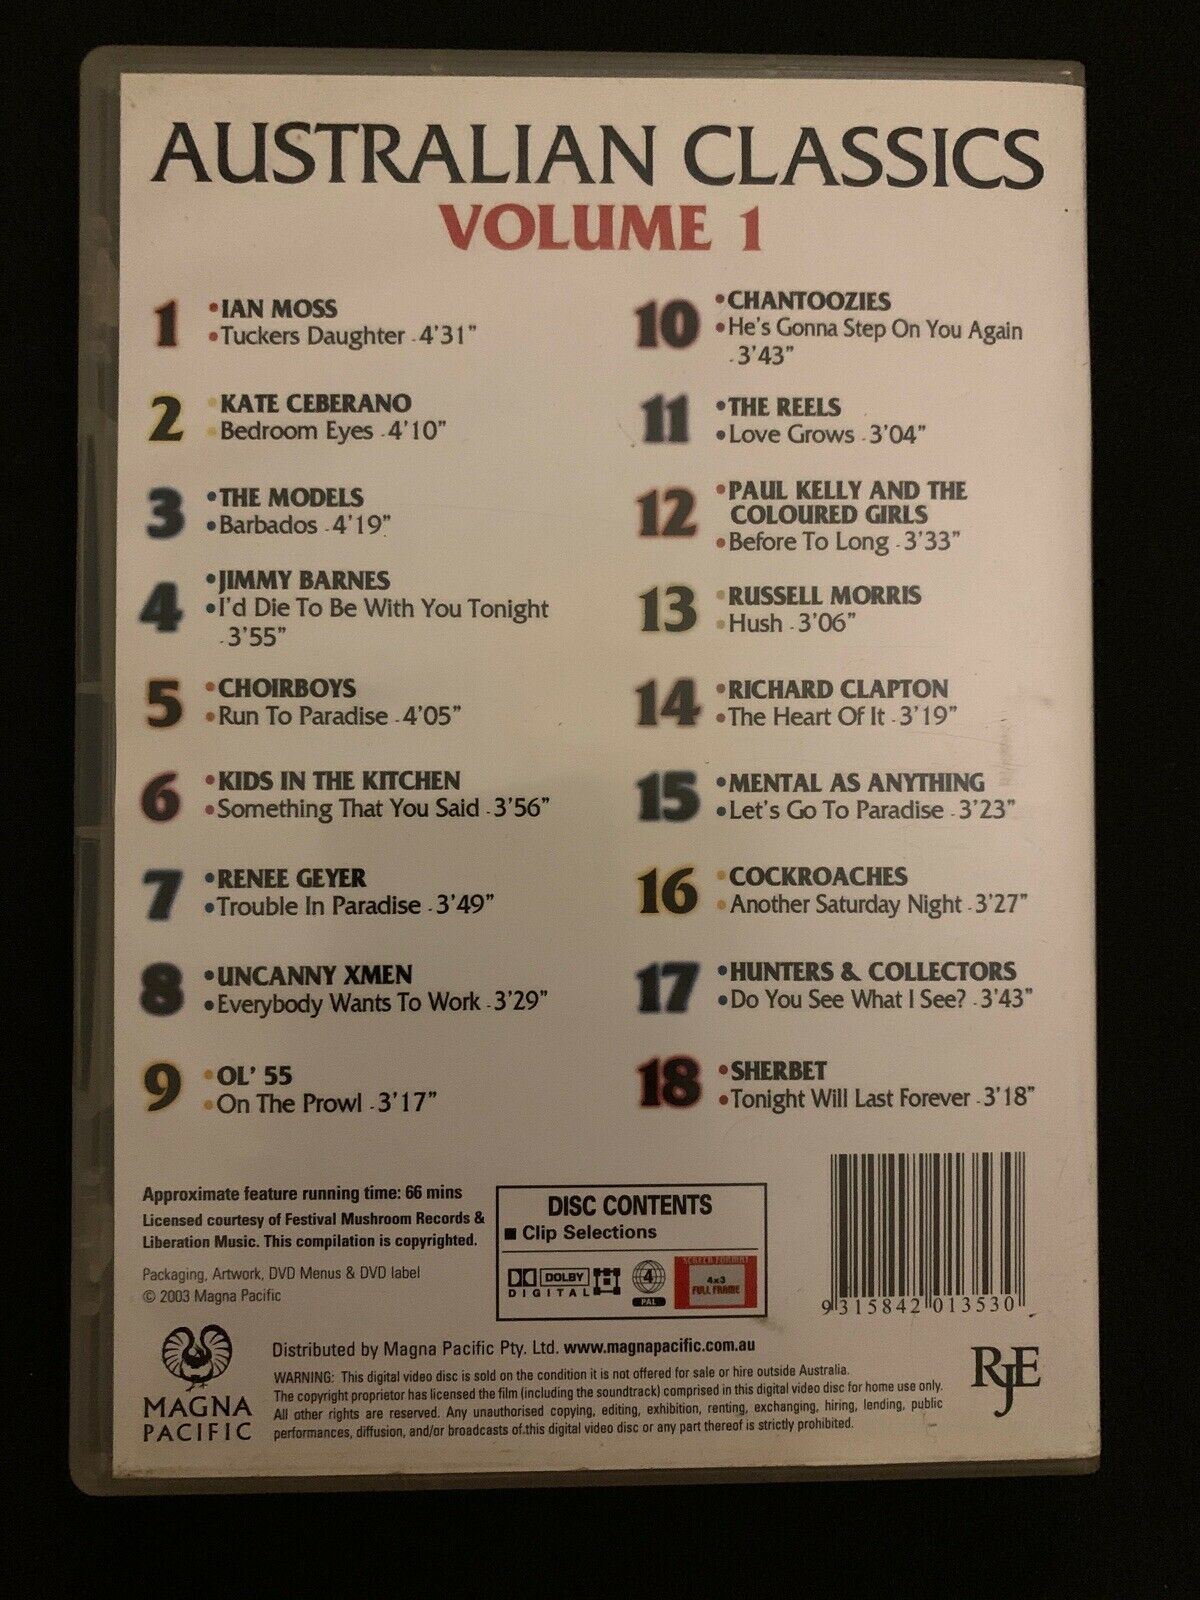 AUSTRALIAN CLASSICS
VOLUME 1
1 •IAN MOSS
•Tuckers Daughter - 4'31"
2 •KATE CEBERANO
•Bedroom Eyes - 4'10"
3 •THE MODELS
•Barbados - 4'19"
4 •JIMMY BARNES
•I'd Die To Be With You Tonight
- 3'55"
5 •CHOIRBOYS
•Run To Paradise - 4'05"
6 •KIDS IN THE KITCHEN
•Something That You Said - 3'56"
7 •RENEE GEYER
•Trouble In Paradise - 3'49"
8 •UNCANNY XMEN
•Everybody Wants To Work - 3'29"
9 •OL' 55
•On The Prowl - 3'17"
10 •CHANTOOZIES
•He's Gonna Step On You Again
- 3'43"
11 •THE REELS
•Love Grows - 3'04"
12 •PAUL KELLY AND THE
COLOURED GIRLS
•Before To Long - 3'33"
13 •RUSSELL MORRIS
•Hush - 3'06"
14 •RICHARD CLAPTON
•The Heart Of It - 3'19"
15 •MENTAL AS ANYTHING
•Let's Go To Paradise - 3'23"
16 •COCKROACHES
•Another Saturday Night - 3'27"
17 •HUNTERS & COLLECTORS
•Do You See What I See? - 3'43"
18 •SHERBET
•Tonight Will Last Forever - 3'18"
Approximate feature running time: 66 mins
Licensed courtesy of Festival Mushroom Records &
Liberation Music. This compilation is copyrighted.
Packaging, Artwork, DVD Menus & DVD label
© 2003 Magna Pacific
DISC CONTENTS
■ Clip Selections
DOLBY
DIGITAL
4
PAL
SCREEN FORMAT
4x3
FULL FRAME
9 315842 013530
MAGNA
PACIFIC
Distributed by Magna Pacific Pty. Ltd. www.magnapacific.com.au
WARNING: This digital video disc is sold on the condition it is not offered for sale or hire outside Australia.
The copyright proprietor has licensed the film (including the soundtrack) comprised in this digital video disc for home use only.
All other rights are reserved. Any unauthorised copying, editing, exhibition, renting, exchanging, hiring, lending, public
performances, diffusion, and/or broadcasts of this digital video disc or any part thereof is strictly prohibited.
RJE